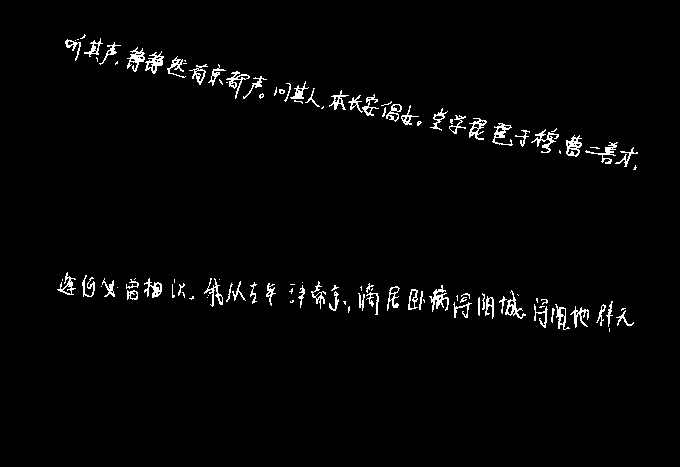 听其声,铮铮然有京都声。问其人,本长安倡女。尝学琵琶于穆、曹二善才,
逢何必曾相识。我从去年辞帝京,谪居卧病浔阳城。浔阳地僻无